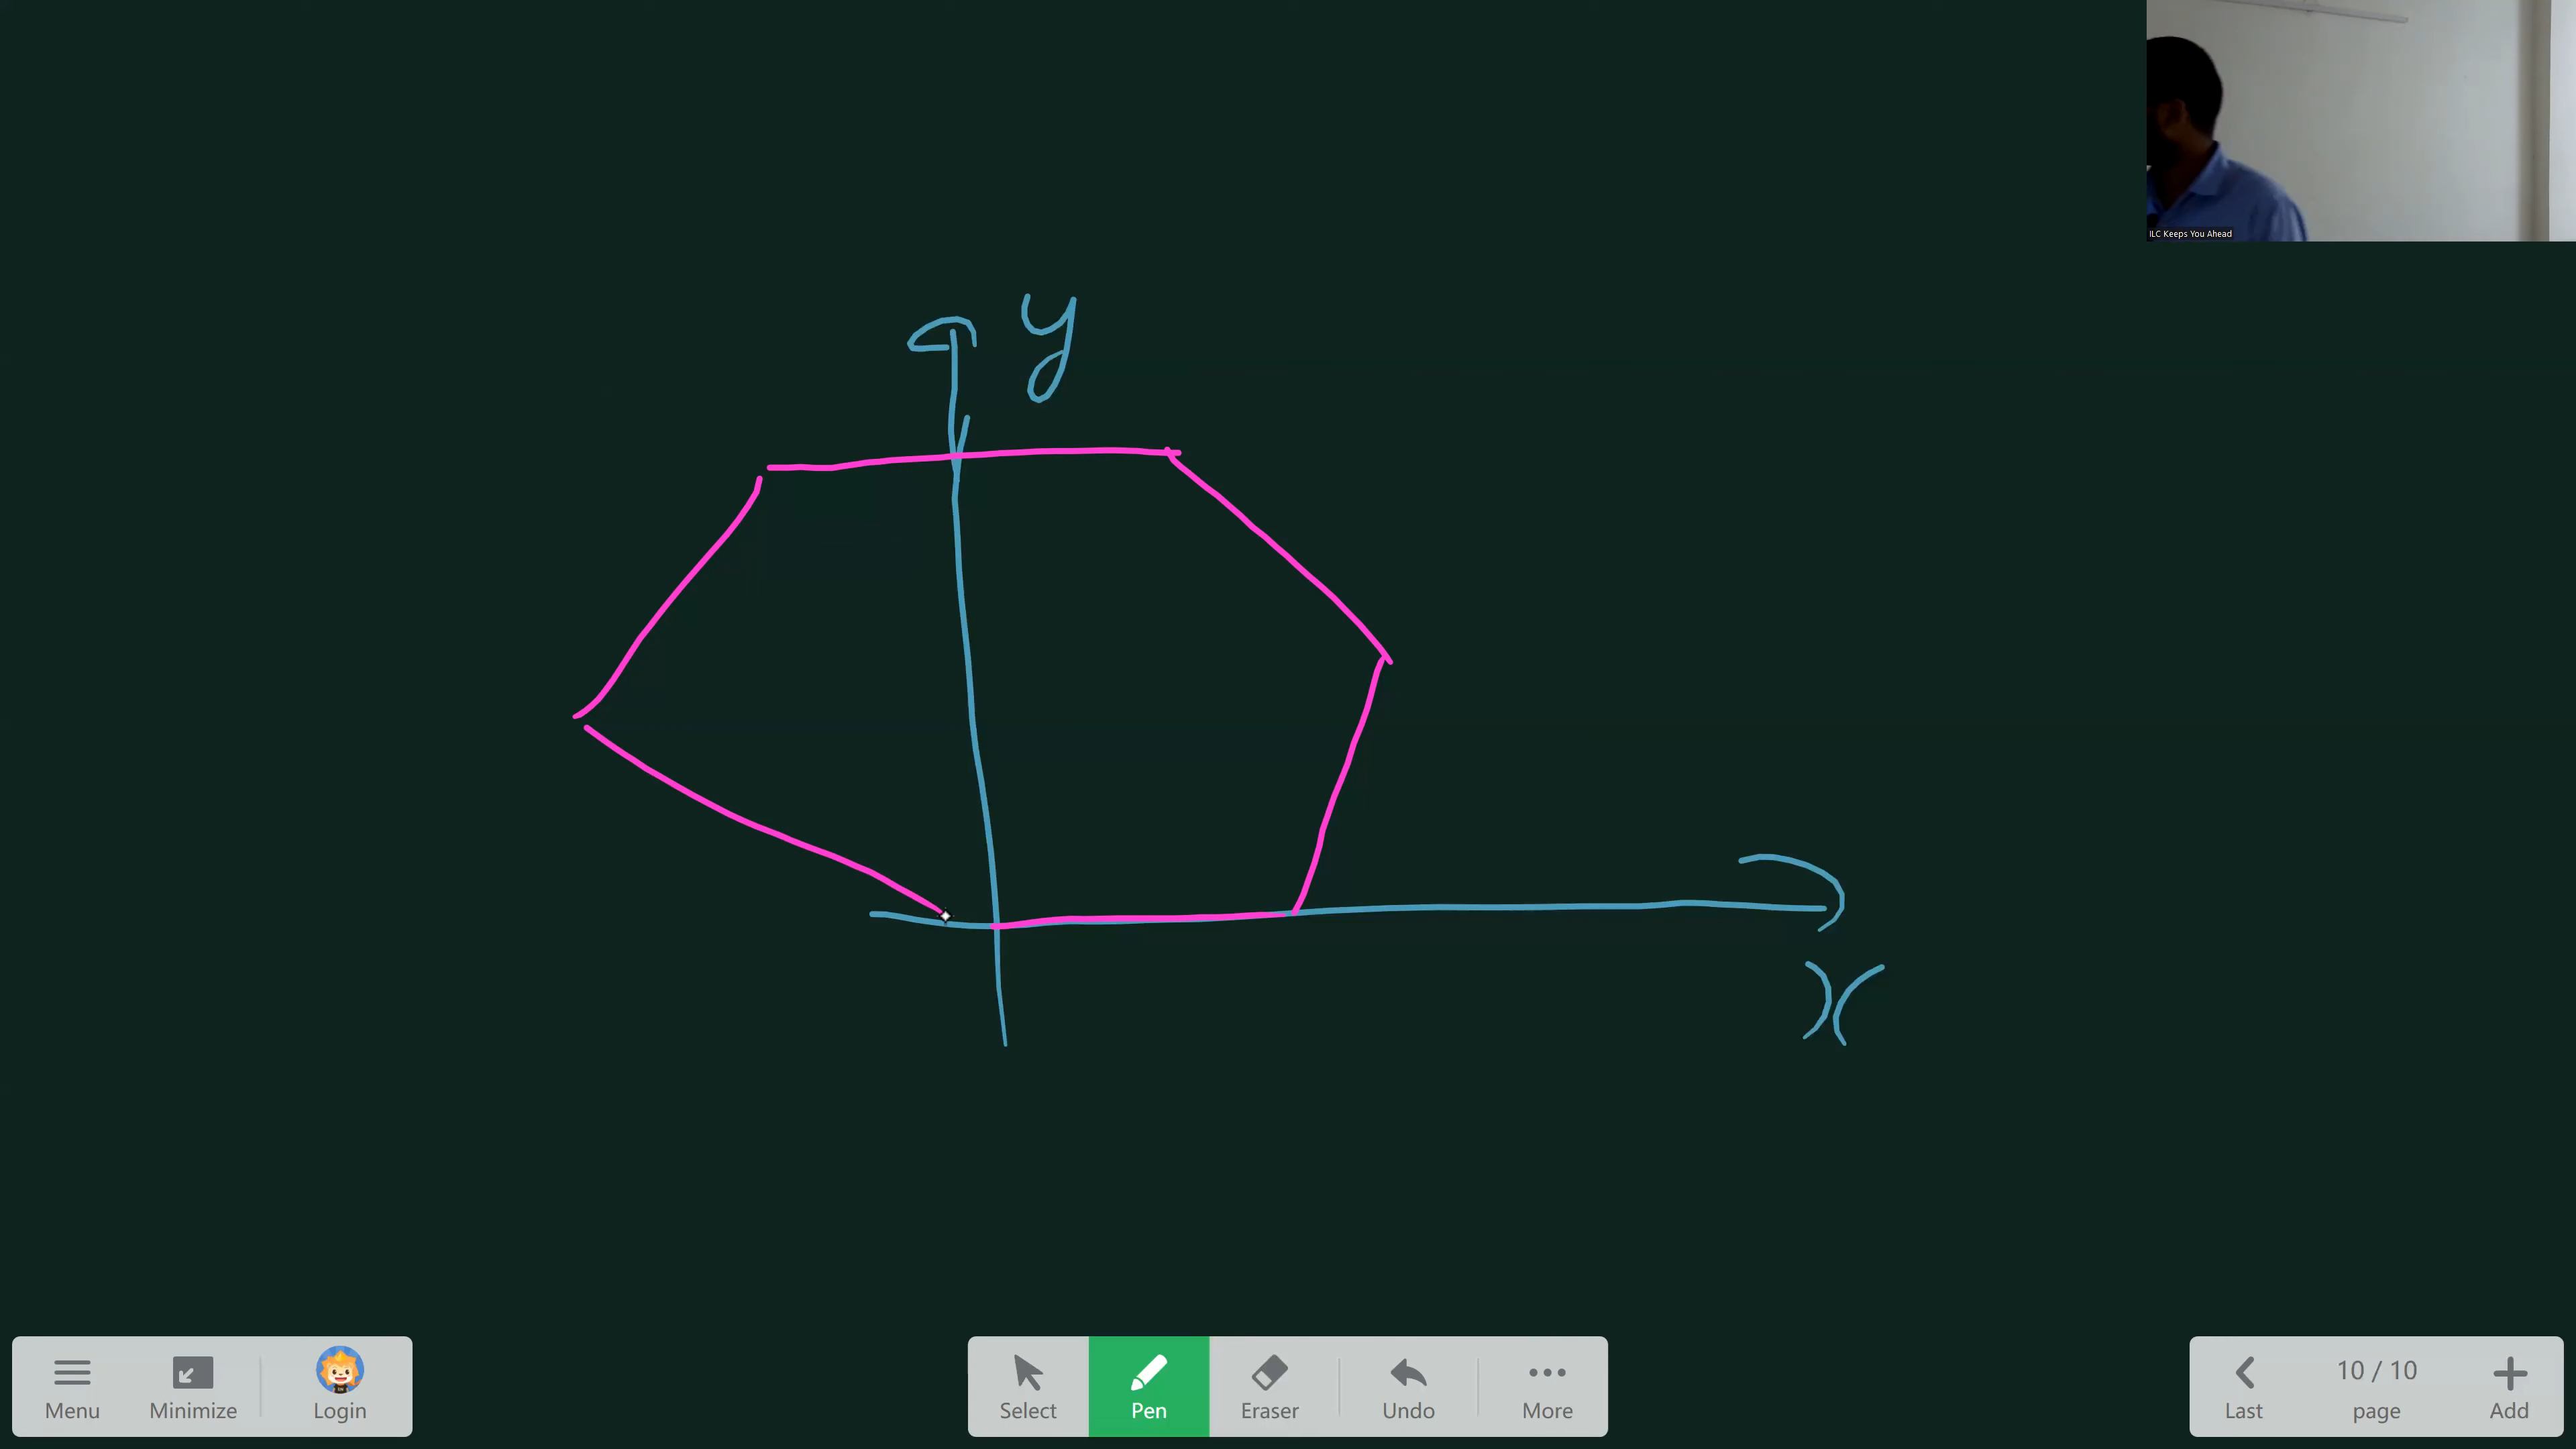 ILC Keeps You Ahead
y
x
Menu Minimize Login
Select Pen Eraser Undo More
Last 10 / 10 page Add